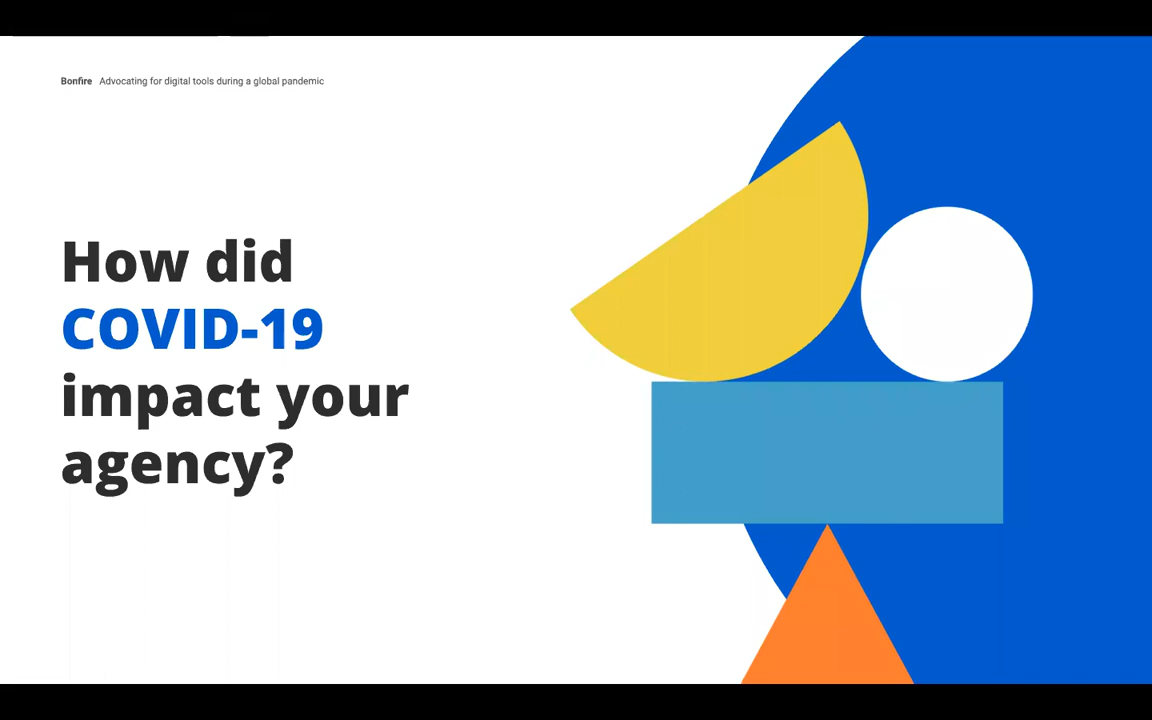 Bonfire Advocating for digital tools during a global pandemic
How did
COVID-19
impact your
agency?